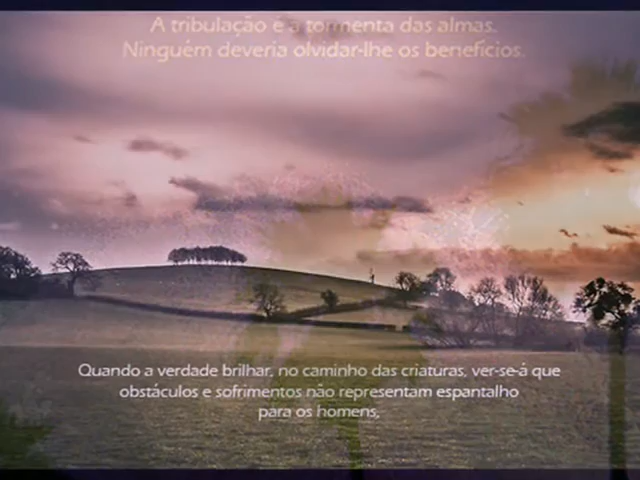 A tribulação é a tormenta das almas.
Ninguém deveria olvidar-lhe os benefícios.
Quando a verdade brilhar, no caminho das criaturas, ver-se-á que
obstáculos e sofrimentos não representam espantalho
para os homens,